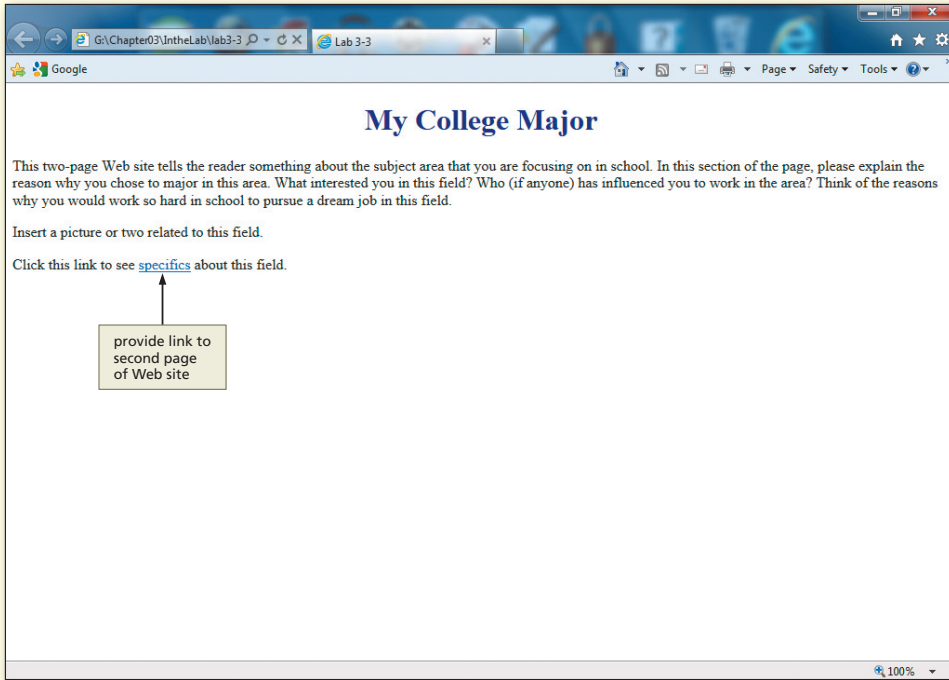 G:\Chapter03\IntheLab\lab3-3
Lab 3-3
Google
Page
Safety
Tools
My College Major
This two-page Web site tells the reader something about the subject area that you are focusing on in school. In this section of the page, please explain the
reason why you chose to major in this area. What interested you in this field? Who (if anyone) has influenced you to work in the area? Think of the reasons
why you would work so hard in school to pursue a dream job in this field.
Insert a picture or two related to this field.
Click this link to see specifics about this field.
provide link to
second page
of Web site
100%